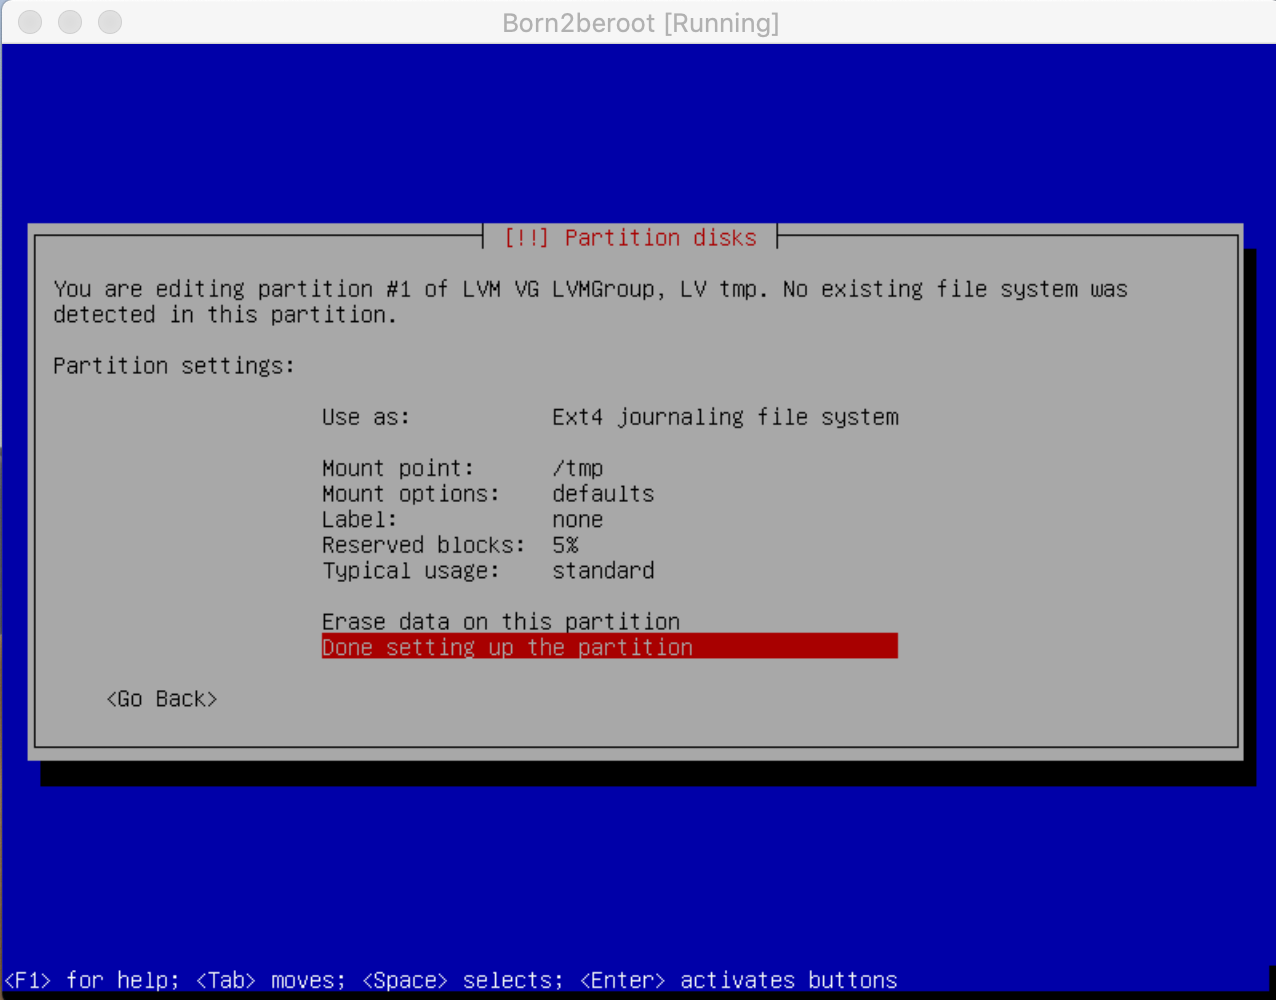 Born2beroot [Running]
[!!] Partition disks
You are editing partition #1 of LVM VG LVMGroup, LV tmp. No existing file system was
detected in this partition.
Partition settings:
Use as: Ext4 journaling file system
Mount point: /tmp
Mount options: defaults
Label: none
Reserved blocks: 5%
Typical usage: standard
Erase data on this partition
Done setting up the partition
<Go Back>
<F1> for help; <Tab> moves; <Space> selects; <Enter> activates buttons